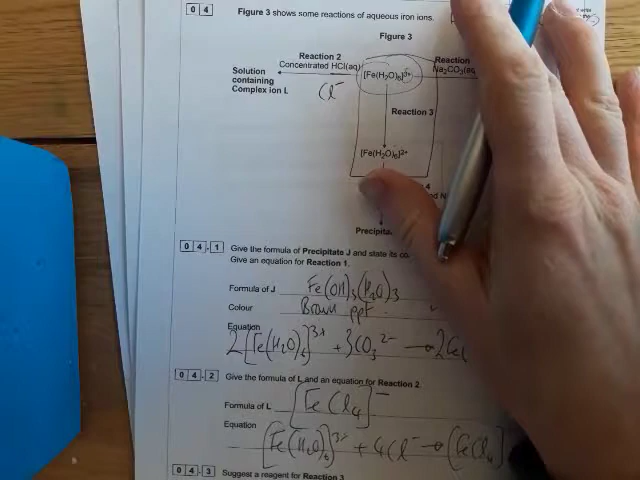 0 4 Figure 3 shows some reactions of aqueous iron ions.
Figure 3
Reaction 2
Concentrated HCl(aq)
Reaction
Na₂CO₃(aq
Solution
containing
Complex ion L
[Fe(H₂O)₆]³⁺
Cl⁻
Reaction 3
[Fe(H₂O)₆]²⁺
4
Precipita
0 4 . 1 Give the formula of Precipitate J and state its co
Give an equation for Reaction 1.
Formula of J Fe(OH)₃(H₂O)₃
Colour Brown ppt.
Equation
2[Fe(H₂O)₆]³⁺ + 3CO₃²⁻ → 2Fe(
0 4 . 2 Give the formula of L and an equation for Reaction 2
Formula of L [FeCl₄]⁻
Equation
[Fe(H₂O)₆]³⁺ + 4Cl⁻ → [FeCl₄]
0 4 . 3 Suggest a reagent for Reaction 3